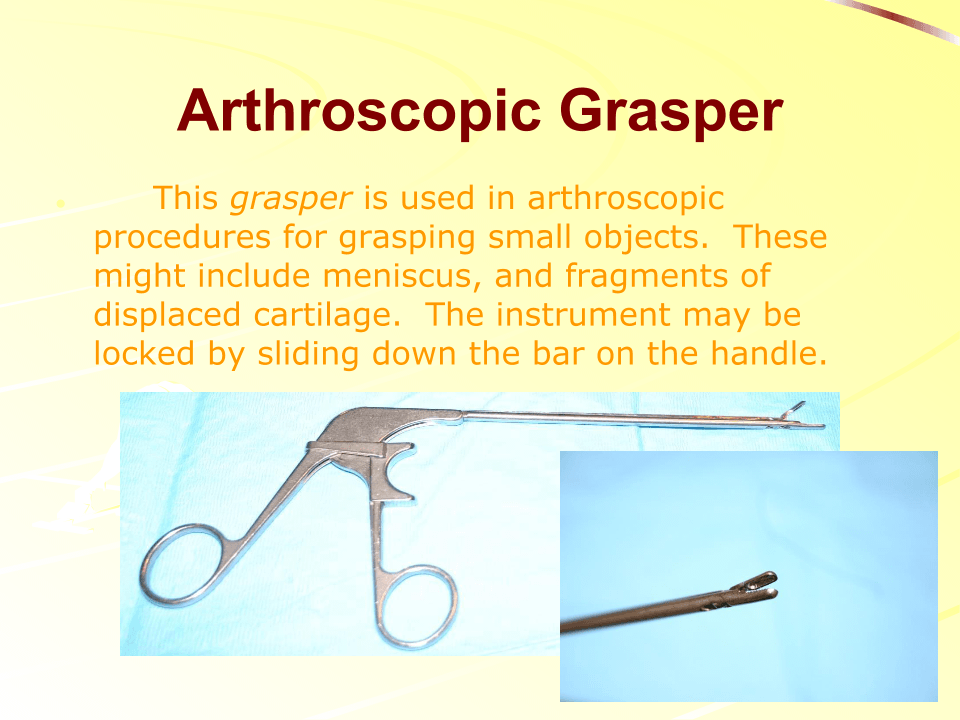 Arthroscopic Grasper
This grasper is used in arthroscopic
procedures for grasping small objects.  These
might include meniscus, and fragments of
displaced cartilage.  The instrument may be
locked by sliding down the bar on the handle.